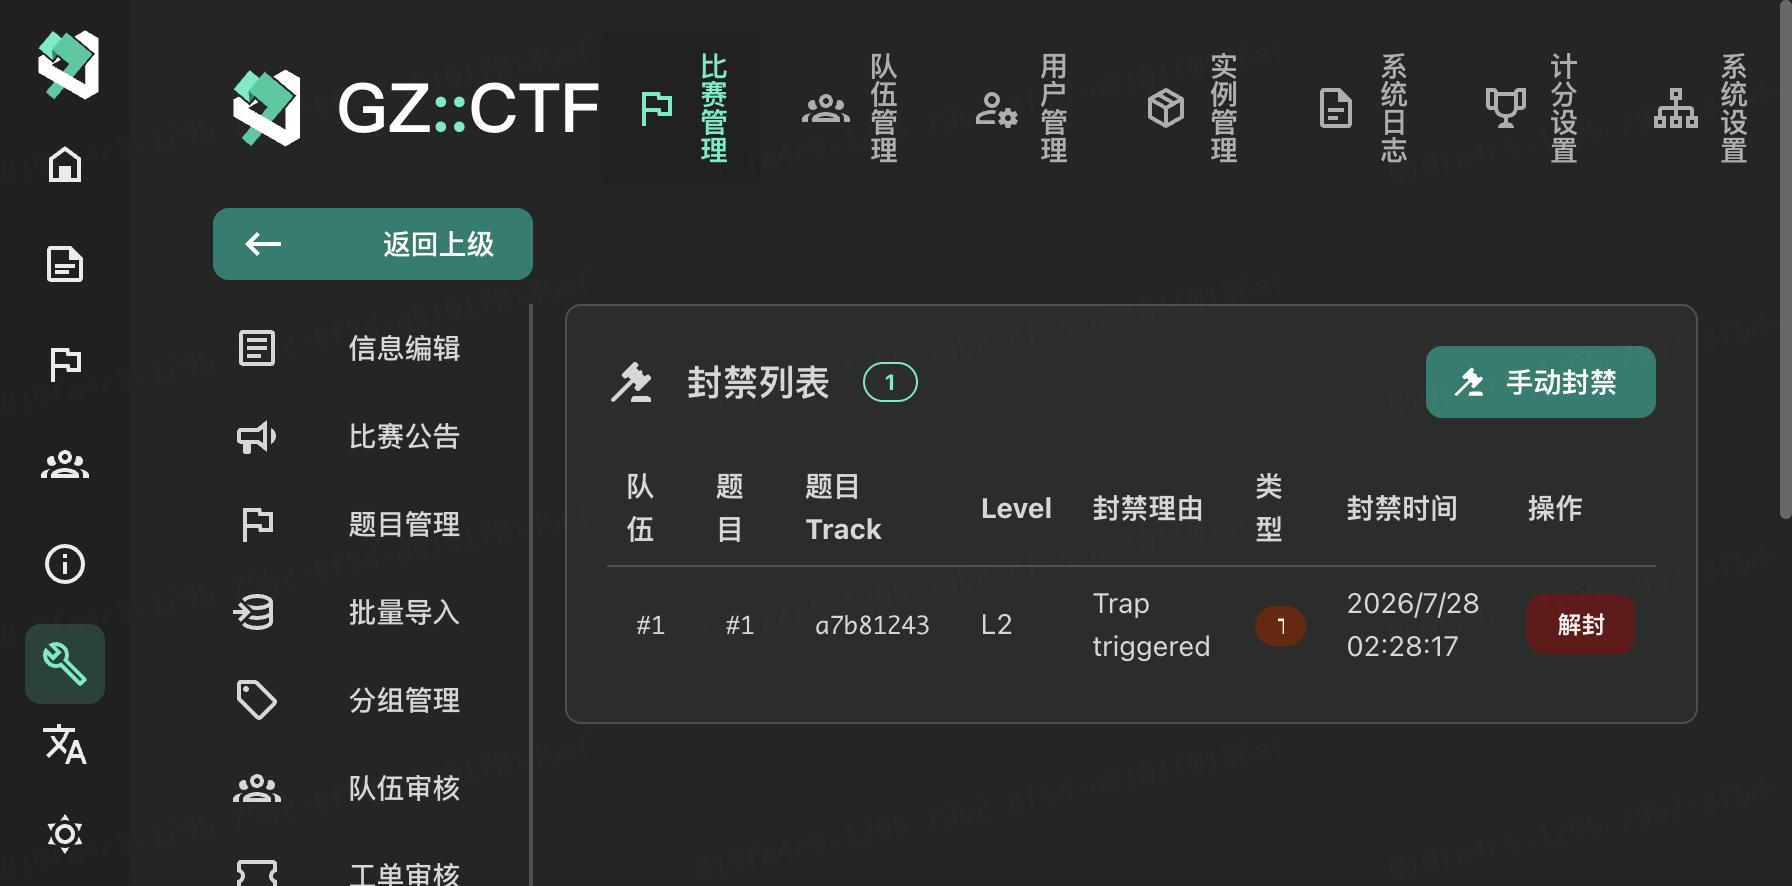 GZ::CTF
比赛管理
队伍管理
用户管理
实例管理
系统日志
计分设置
系统设置
返回上级
信息编辑
比赛公告
题目管理
批量导入
分组管理
队伍审核
工单审核
封禁列表 1
手动封禁
队伍 题目 题目 Track Level 封禁理由 类型 封禁时间 操作
#1 #1 a7b81243 L2 Trap triggered 1 2026/7/28 02:28:17 解封